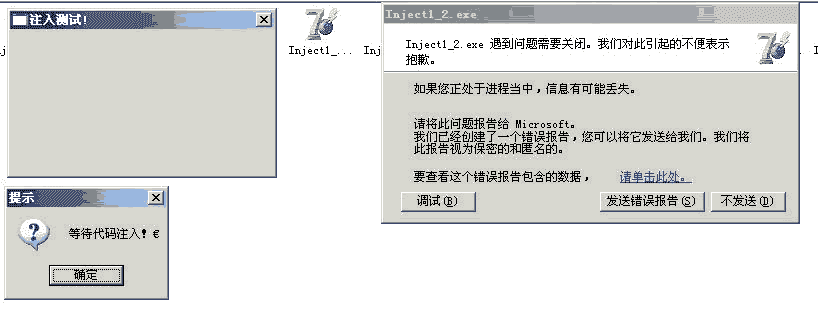 注入测试!
Inject1_...
Inj
Inject1_2.exe
Inject1_2.exe 遇到问题需要关闭。我们对此引起的不便表示
抱歉。
如果您正处于进程当中，信息有可能丢失。
请将此问题报告给 Microsoft。
我们已经创建了一个错误报告，您可以将它发送给我们。我们将
此报告视为保密的和匿名的。
要查看这个错误报告包含的数据， 请单击此处。
调试(B) 发送错误报告(S) 不发送(D)
提示
等待代码注入! €
确定